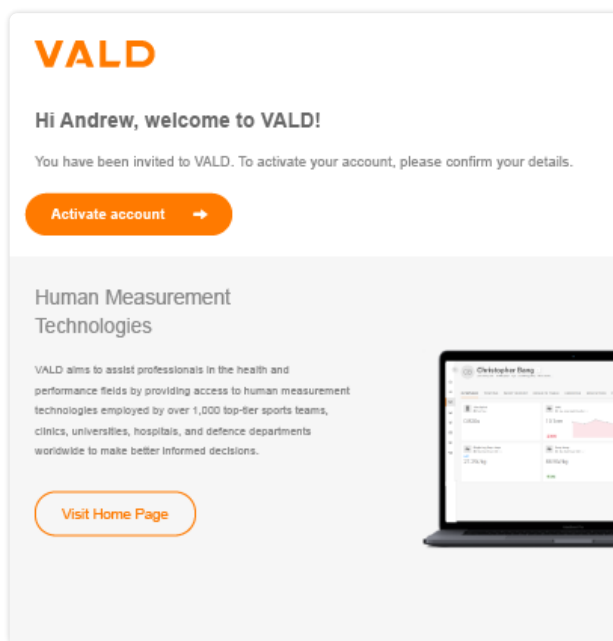 VALD
Hi Andrew, welcome to VALD!
You have been invited to VALD. To activate your account, please confirm your details.
Activate account
Human Measurement
Technologies
VALD aims to assist professionals in the health and
performance fields by providing access to human measurement
technologies employed by over 1,000 top-tier sports teams,
clinics, universities, hospitals, and defence departments
worldwide to make better informed decisions.
Christopher Bang
Visit Home Page